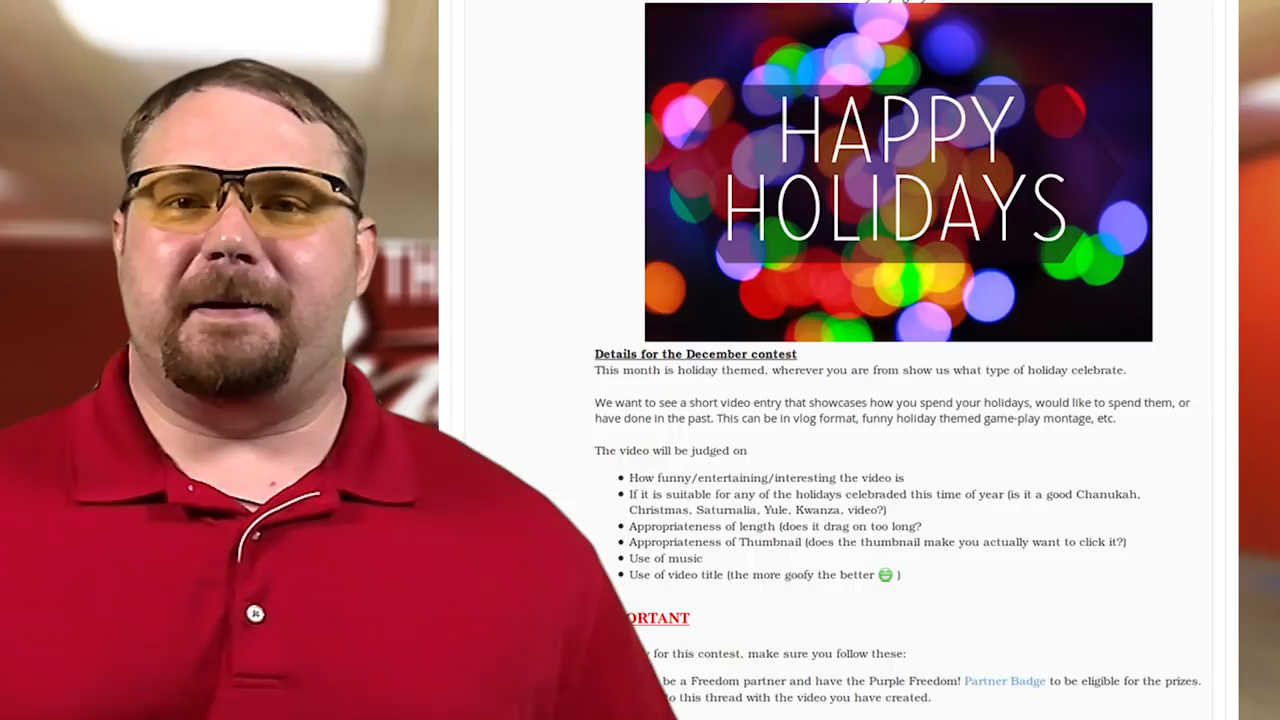 TH
HAPPY
HOLIDAYS
Details for the December contest
This month is holiday themed, wherever you are from show us what type of holiday celebrate.
We want to see a short video entry that showcases how you spend your holidays, would like to spend them, or
have done in the past. This can be in vlog format, funny holiday themed game-play montage, etc.
The video will be judged on
How funny/entertaining/interesting the video is
If it is suitable for any of the holidays celebraded this time of year (is it a good Chanukah,
Christmas, Saturnalia, Yule, Kwanza, video?)
Appropriateness of length (does it drag on too long?
Appropriateness of Thumbnail (does the thumbnail make you actually want to click it?)
Use of music
Use of video title (the more goofy the better )
ORTANT
for this contest, make sure you follow these:
be a Freedom partner and have the Purple Freedom! Partner Badge to be eligible for the prizes.
this thread with the video you have created.